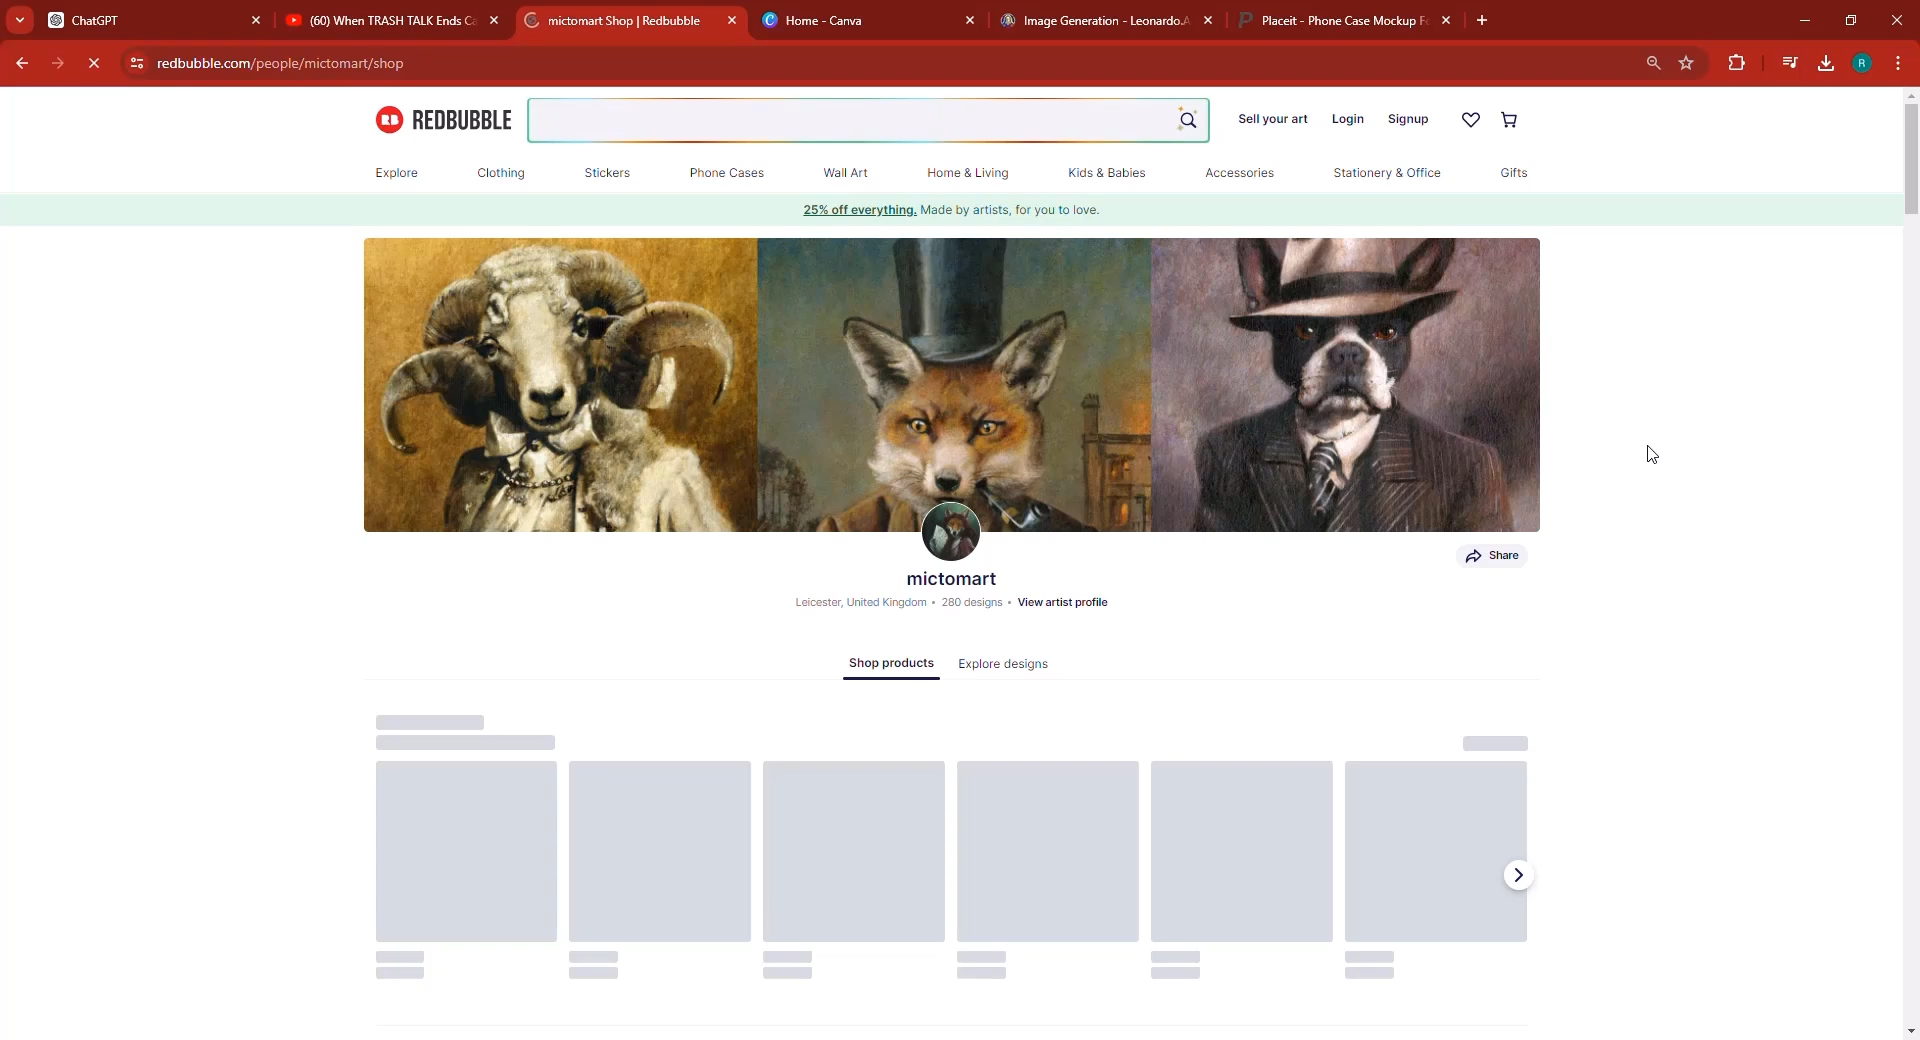 ChatGPT
(60) When TRASH TALK Ends Ca
mictomart Shop | Redbubble
Home - Canva
Image Generation - Leonardo.A
Placeit - Phone Case Mockup Fe
redbubble.com/people/mictomart/shop
R
RB REDBUBBLE
Sell your art
Login
Signup
Explore
Clothing
Stickers
Phone Cases
Wall Art
Home & Living
Kids & Babies
Accessories
Stationery & Office
Gifts
25% off everything. Made by artists, for you to love.
Share
mictomart
Leicester, United Kingdom • 280 designs • View artist profile
Shop products
Explore designs